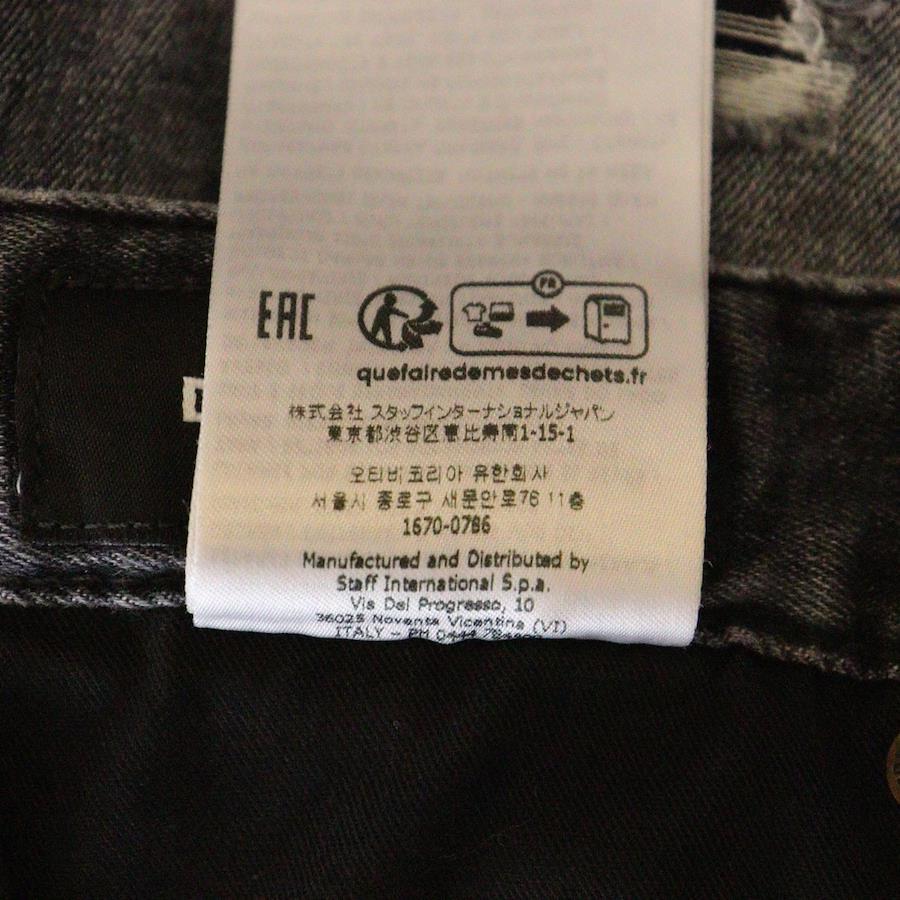 EAC
FR
quefairedemesdechets.fr
株式会社 スタッフインターナショナルジャパン
東京都渋谷区恵比寿南1-15-1
오티비코리아 유한회사
서울시 종로구 새문안로76 11층
1670-0786
Manufactured and Distributed by
Staff International S.p.a.
Via Del Progresso, 10
36025 Noventa Vicentina (VI)
ITALY - PH 0444